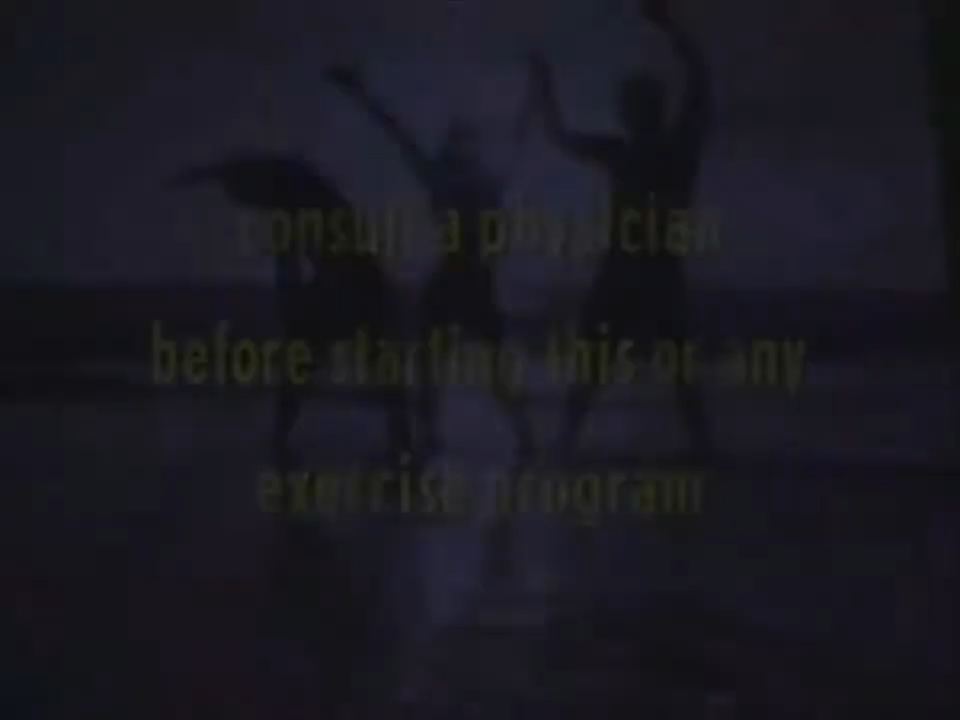 consult a physician
before starting this or any
exercise program